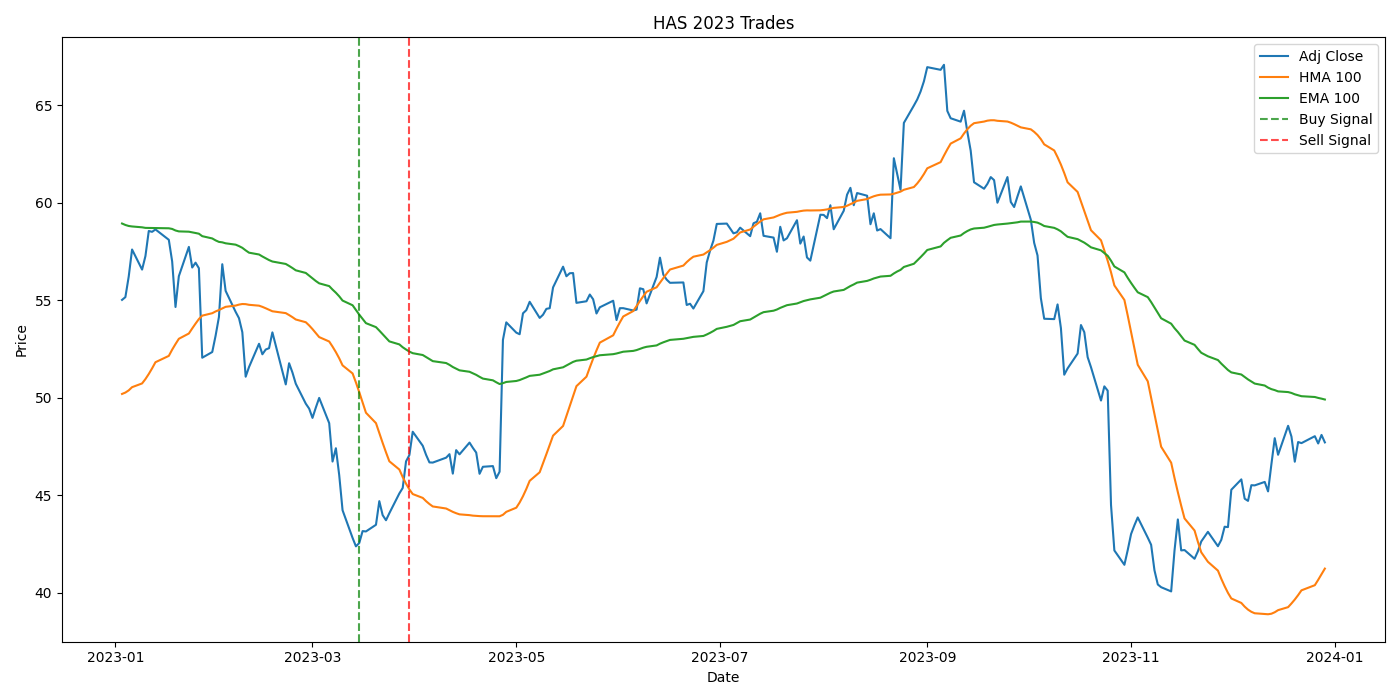 HAS 2023 Trades
Adj Close
HMA 100
EMA 100
Buy Signal
Sell Signal
Price
65
60
55
50
45
40
2023-01
2023-03
2023-05
2023-07
2023-09
2023-11
2024-01
Date